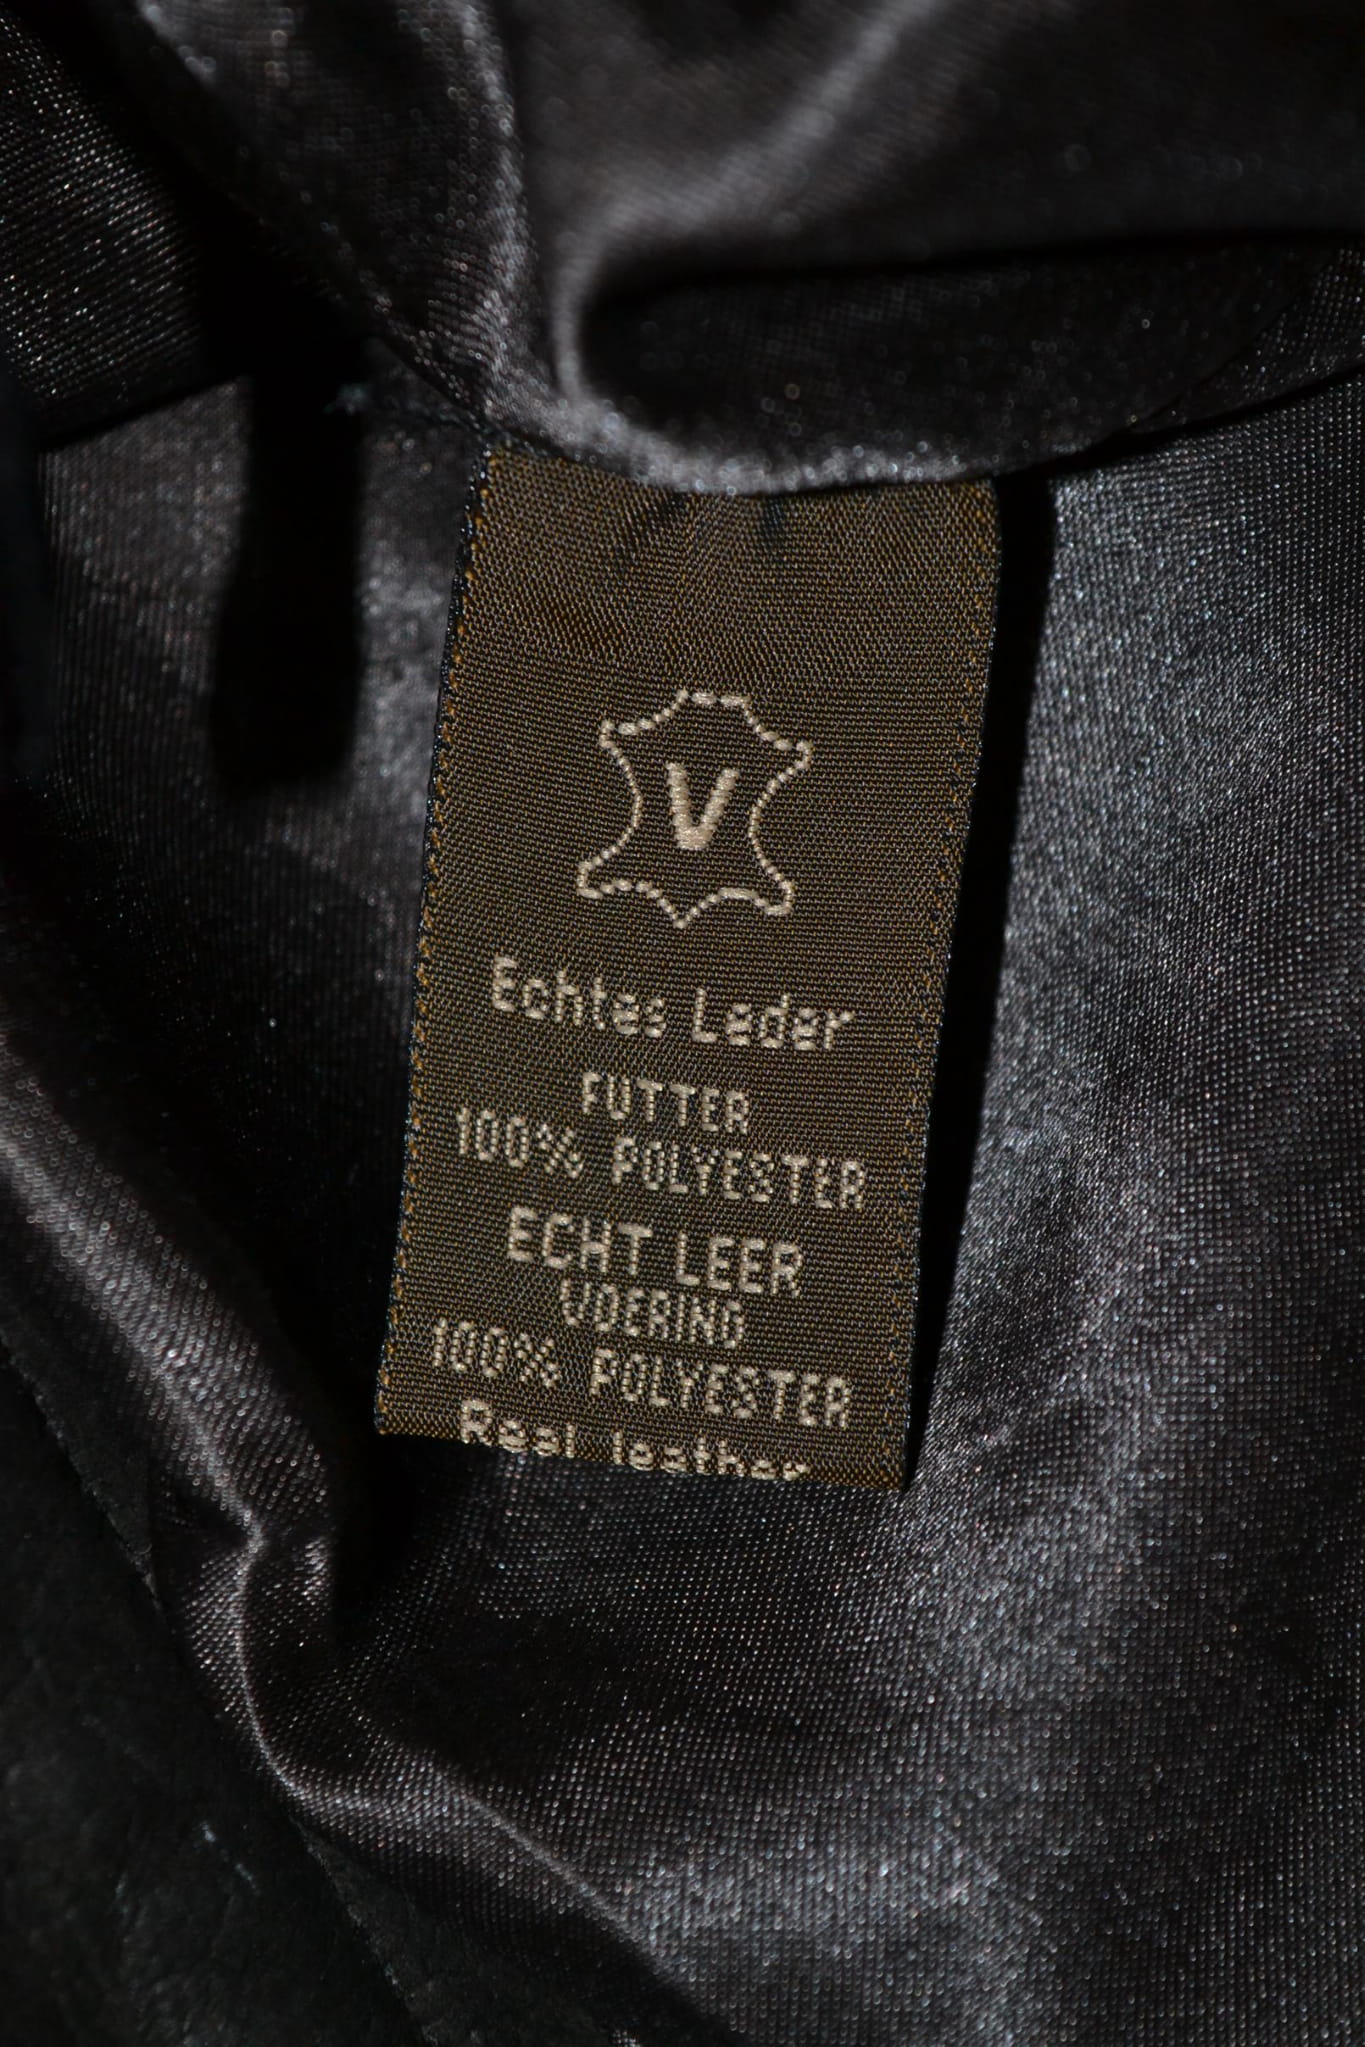 V
Echtes Leder
FUTTER
100% POLYESTER
ECHT LEER
VOERING
100% POLYESTER
Real leather